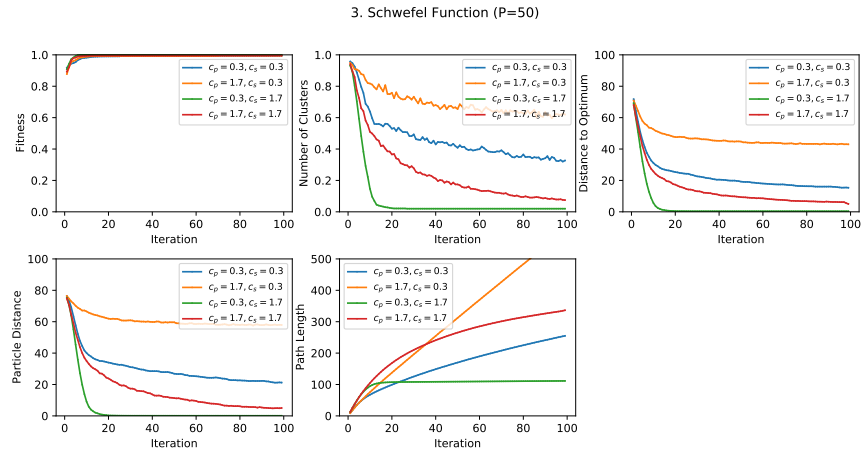 3. Schwefel Function (P=50)
Fitness
1.0
0.8
0.6
0.4
0.2
0.0
0 20 40 60 80 100
Iteration
c_p = 0.3, c_s = 0.3
c_p = 1.7, c_s = 0.3
c_p = 0.3, c_s = 1.7
c_p = 1.7, c_s = 1.7
Number of Clusters
1.0
0.8
0.6
0.4
0.2
0.0
0 20 40 60 80 100
Iteration
c_p = 0.3, c_s = 0.3
c_p = 1.7, c_s = 0.3
c_p = 0.3, c_s = 1.7
c_p = 1.7, c_s = 1.7
Distance to Optimum
100
80
60
40
20
0
0 20 40 60 80 100
Iteration
c_p = 0.3, c_s = 0.3
c_p = 1.7, c_s = 0.3
c_p = 0.3, c_s = 1.7
c_p = 1.7, c_s = 1.7
Particle Distance
100
80
60
40
20
0
0 20 40 60 80 100
Iteration
c_p = 0.3, c_s = 0.3
c_p = 1.7, c_s = 0.3
c_p = 0.3, c_s = 1.7
c_p = 1.7, c_s = 1.7
Path Length
500
400
300
200
100
0
0 20 40 60 80 100
Iteration
c_p = 0.3, c_s = 0.3
c_p = 1.7, c_s = 0.3
c_p = 0.3, c_s = 1.7
c_p = 1.7, c_s = 1.7